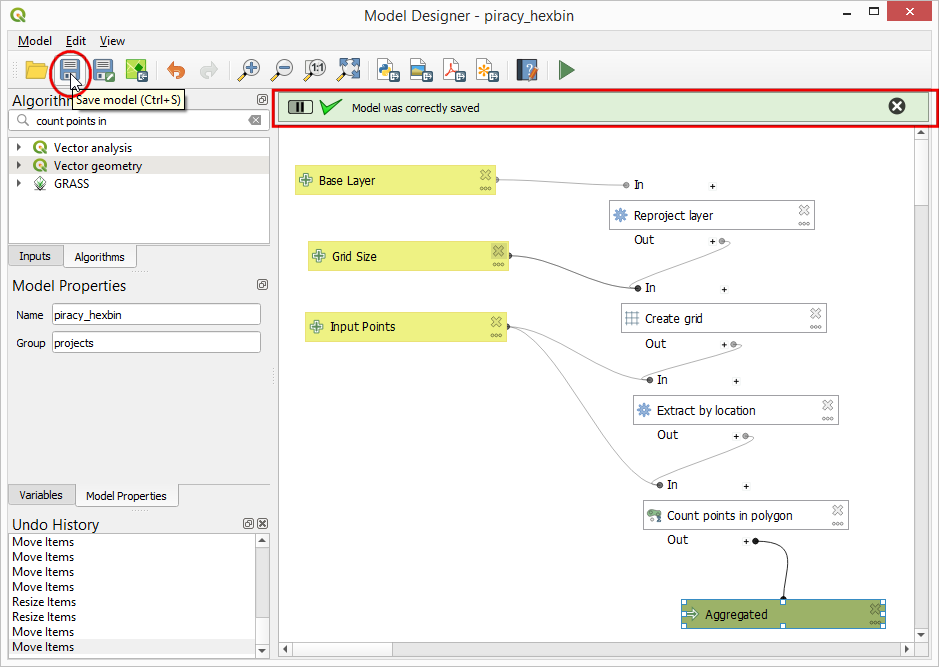 Model Designer - piracy_hexbin
Model Edit View
1:1
Save model (Ctrl+S)
Model was correctly saved
count points in
Vector analysis
Vector geometry
GRASS
Inputs Algorithms
Model Properties
Name piracy_hexbin
Group projects
Variables Model Properties
Undo History
Move Items
Move Items
Move Items
Move Items
Resize Items
Resize Items
Move Items
Move Items
Base Layer
In
Reproject layer
Out
Grid Size
In
Create grid
Out
Input Points
In
Extract by location
Out
In
Count points in polygon
Out
Aggregated